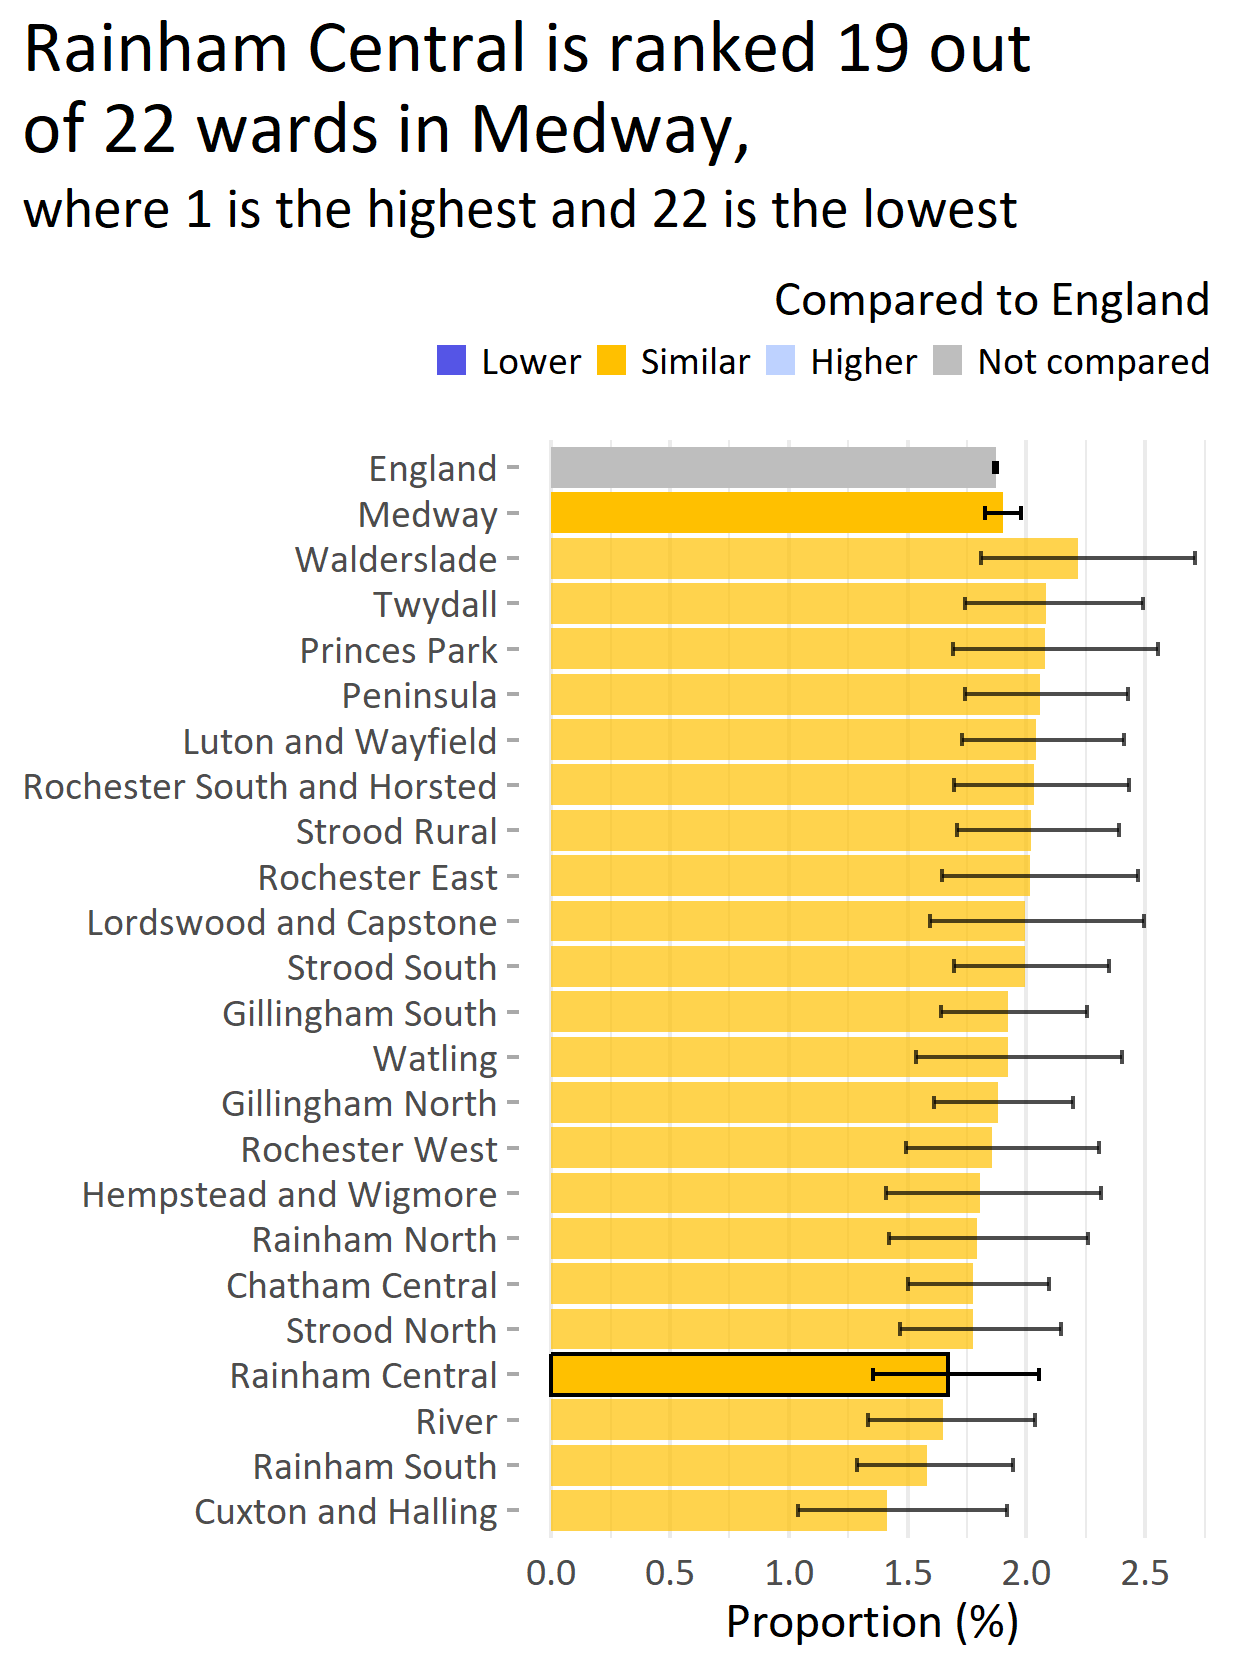 Rainham Central is ranked 19 out
of 22 wards in Medway,
where 1 is the highest and 22 is the lowest
Compared to England
Lower Similar Higher Not compared
England
Medway
Walderslade
Twydall
Princes Park
Peninsula
Luton and Wayfield
Rochester South and Horsted
Strood Rural
Rochester East
Lordswood and Capstone
Strood South
Gillingham South
Watling
Gillingham North
Rochester West
Hempstead and Wigmore
Rainham North
Chatham Central
Strood North
Rainham Central
River
Rainham South
Cuxton and Halling
0.0 0.5 1.0 1.5 2.0 2.5
Proportion (%)